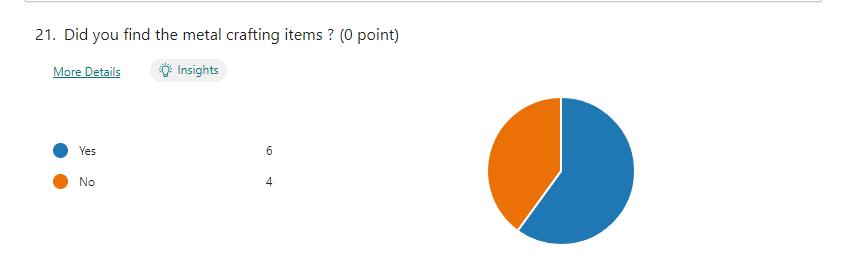 21. Did you find the metal crafting items ? (0 point)
More Details Insights
Yes 6
No 4